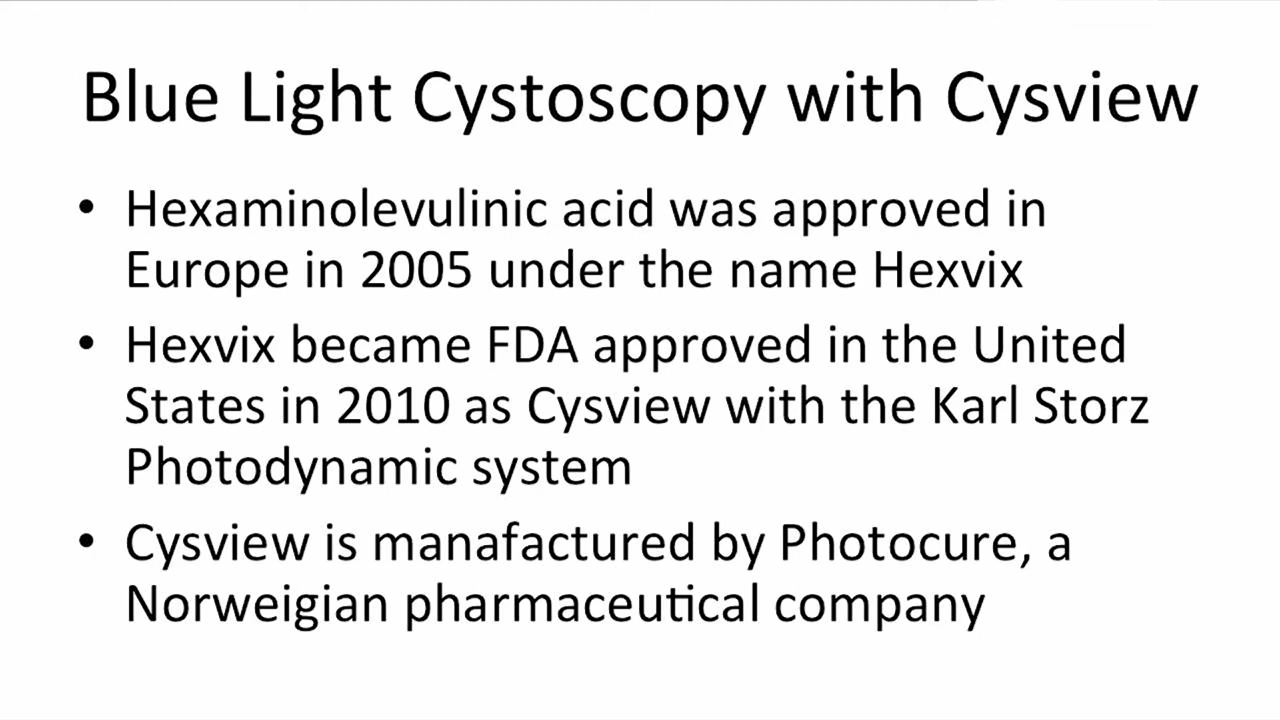 Blue Light Cystoscopy with Cysview
• Hexaminolevulinic acid was approved in
Europe in 2005 under the name Hexvix
• Hexvix became FDA approved in the United
States in 2010 as Cysview with the Karl Storz
Photodynamic system
• Cysview is manafactured by Photocure, a
Norweigian pharmaceutical company